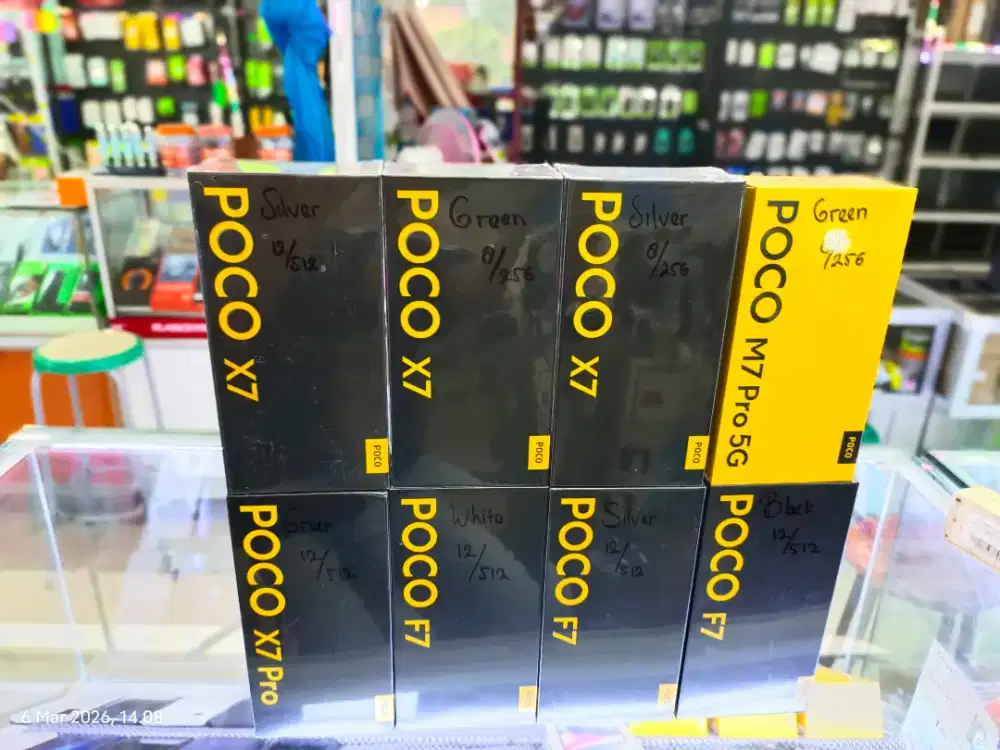 POCO X7
Silver
12/512
POCO
POCO X7
Green
8/256
POCO
POCO X7
Silver
8/256
POCO
POCO M7 Pro 5G
Green
/256
POCO
POCO X7 Pro
Green
12/512
POCO F7
White
12/512
POCO F7
Silver
12/512
POCO F7
Black
12/512
6 Mar 2026, 14.08